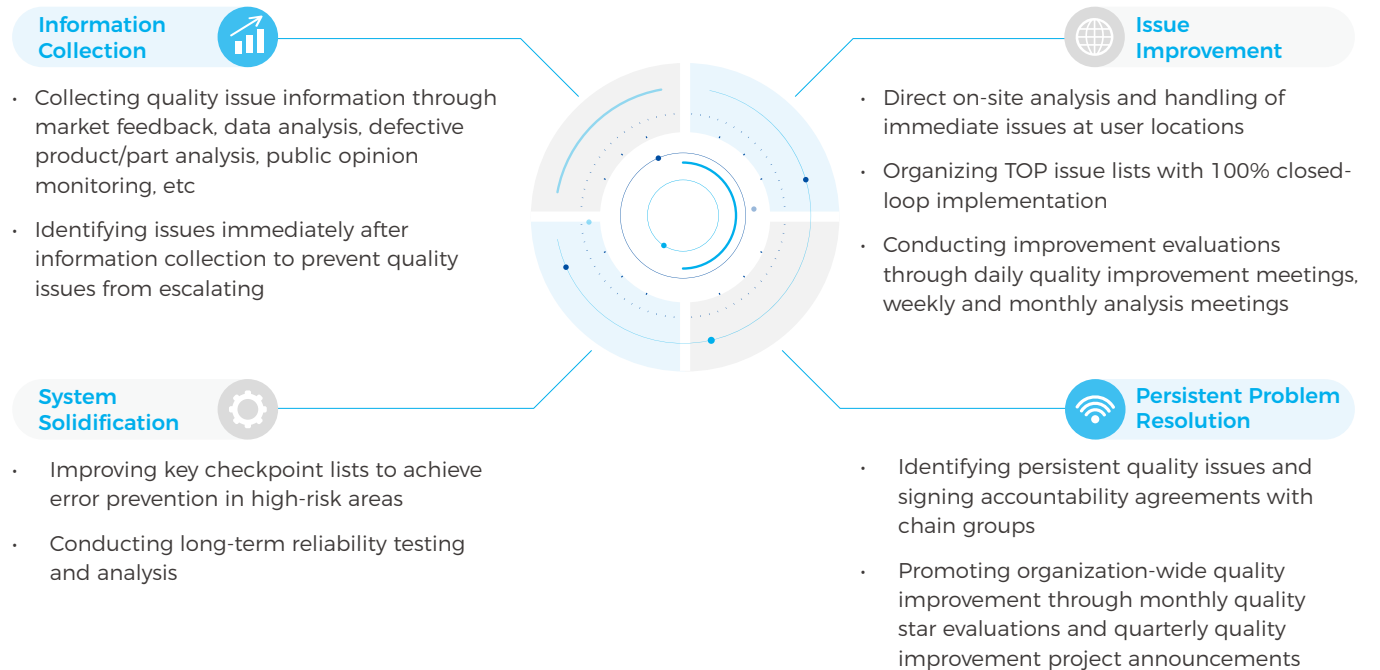 Information
Collection
• Collecting quality issue information through
market feedback, data analysis, defective
product/part analysis, public opinion
monitoring, etc
• Identifying issues immediately after
information collection to prevent quality
issues from escalating
Issue
Improvement
• Direct on-site analysis and handling of
immediate issues at user locations
• Organizing TOP issue lists with 100% closed-
loop implementation
• Conducting improvement evaluations
through daily quality improvement meetings,
weekly and monthly analysis meetings
System
Solidification
• Improving key checkpoint lists to achieve
error prevention in high-risk areas
• Conducting long-term reliability testing
and analysis
Persistent Problem
Resolution
• Identifying persistent quality issues and
signing accountability agreements with
chain groups
• Promoting organization-wide quality
improvement through monthly quality
star evaluations and quarterly quality
improvement project announcements